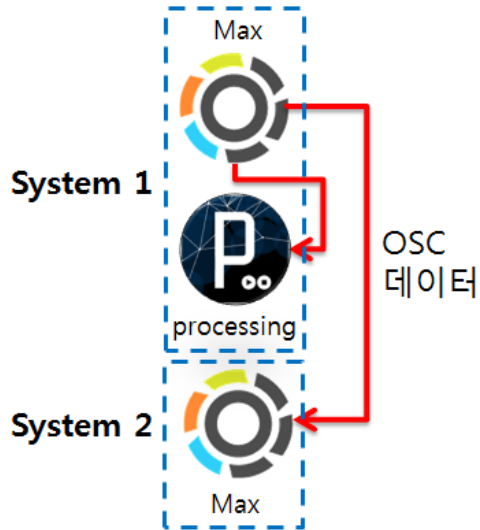 Max
System 1
P
processing
OSC
데이터
System 2
Max